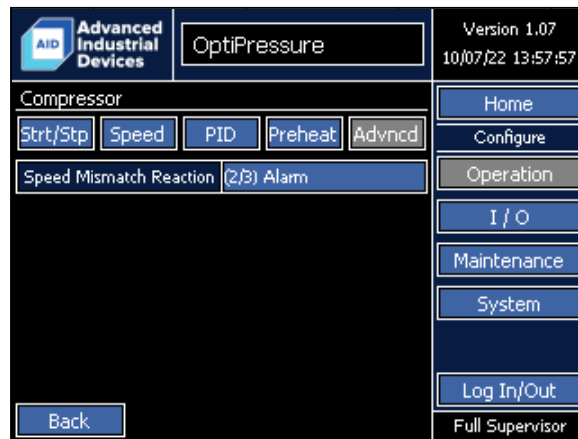 AID
Advanced
Industrial
Devices
OptiPressure
Version 1.07
10/07/22 13:57:57
Compressor
Strt/Stp Speed PID Preheat Advncd
Speed Mismatch Reaction (2/3) Alarm
Home
Configure
Operation
I / O
Maintenance
System
Log In/Out
Back
Full Supervisor